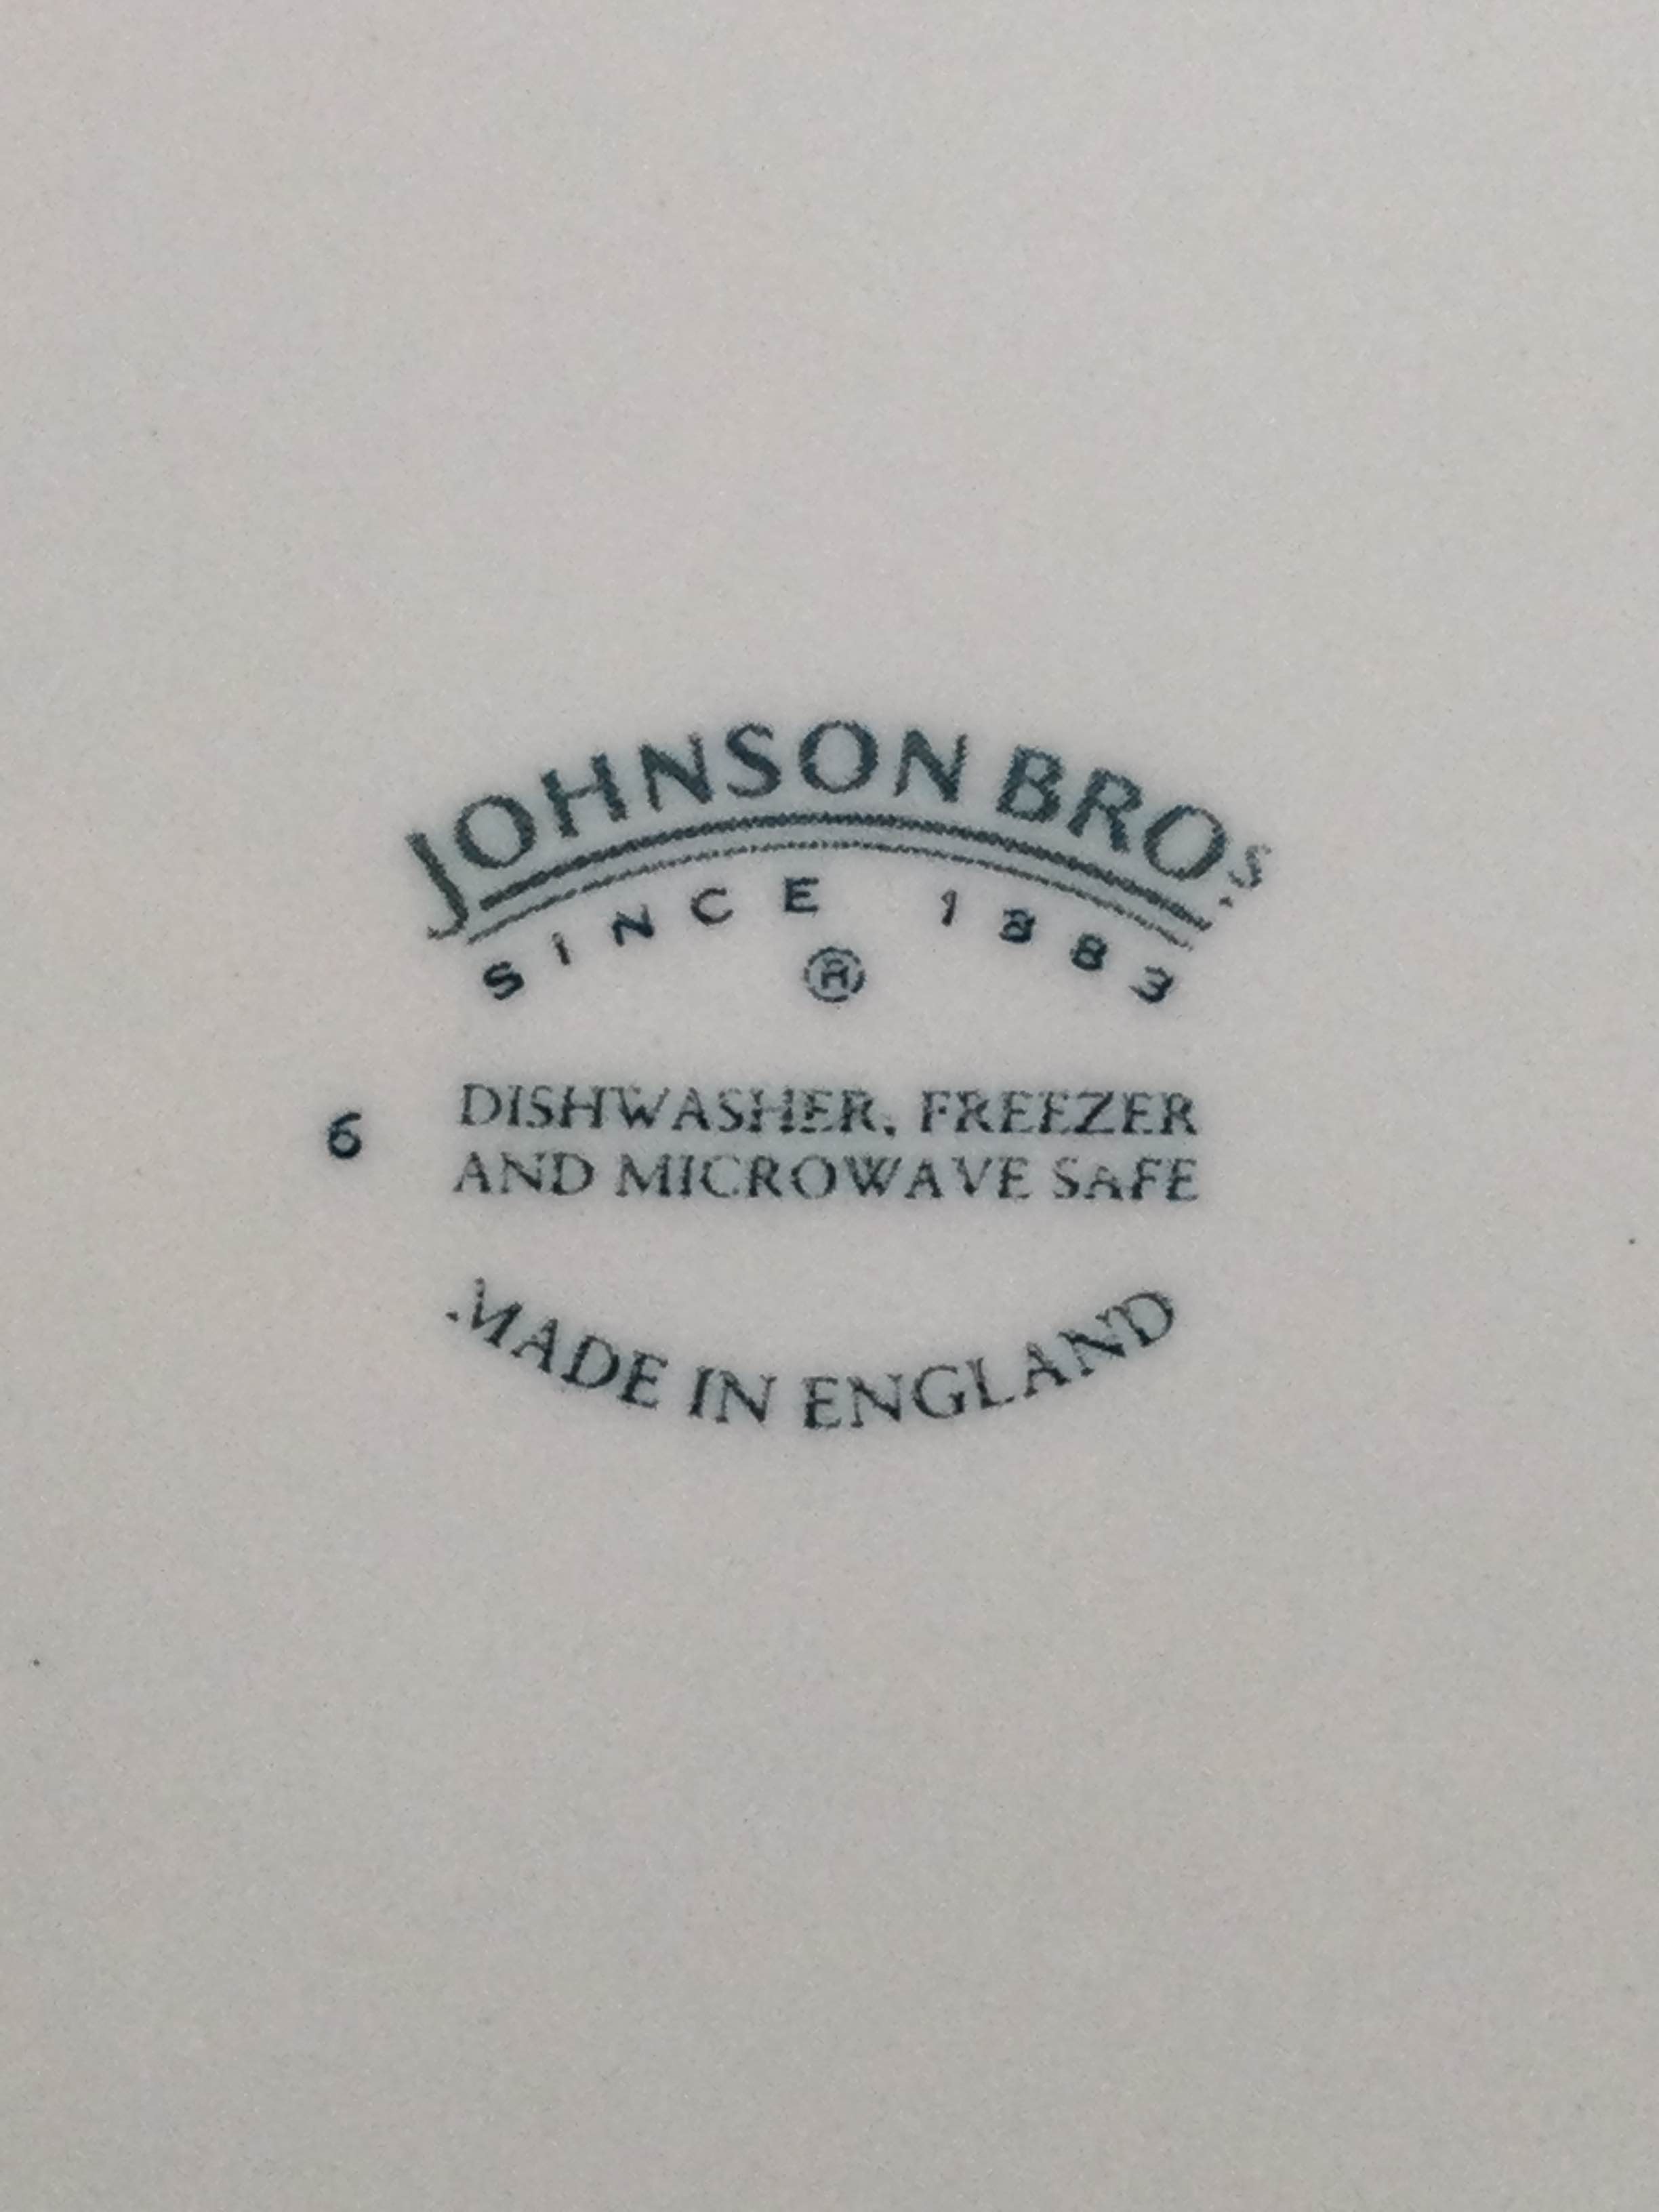 JOHNSON BROS
SINCE 1883
®
6
DISHWASHER, FREEZER
AND MICROWAVE SAFE
MADE IN ENGLAND